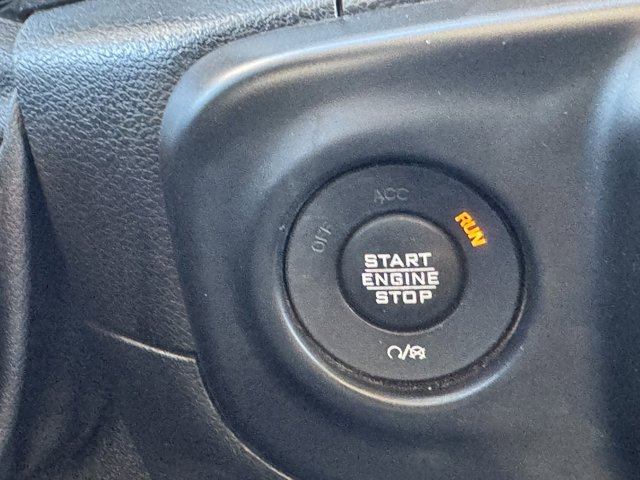 OFF
ACC
RUN
START
ENGINE
STOP